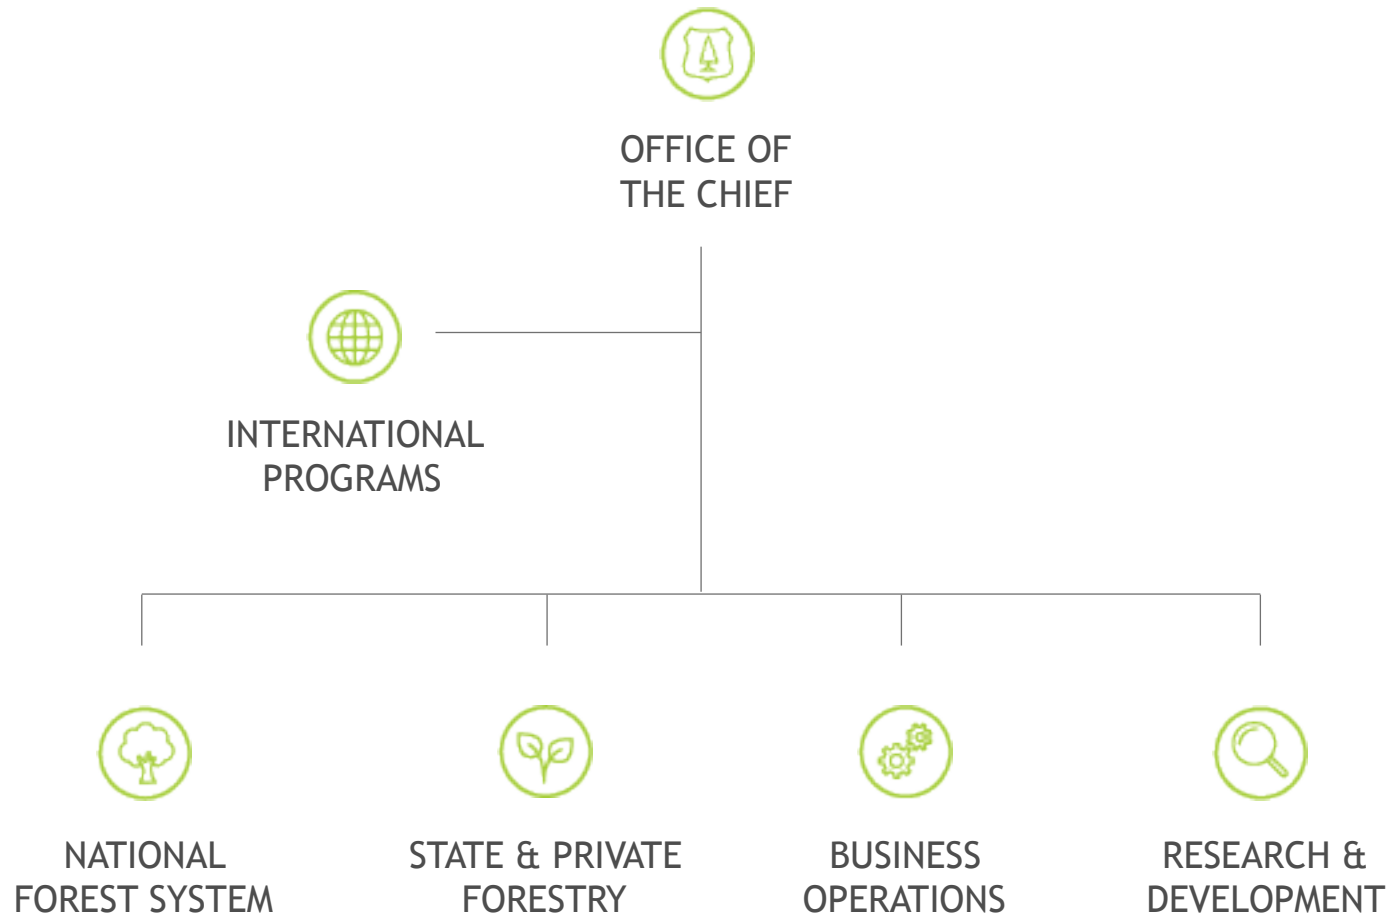 OFFICE OF
THE CHIEF
INTERNATIONAL
PROGRAMS
NATIONAL
FOREST SYSTEM
STATE & PRIVATE
FORESTRY
BUSINESS
OPERATIONS
RESEARCH &
DEVELOPMENT